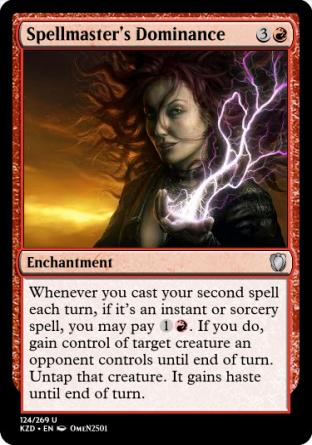 Spellmaster's Dominance 3
Enchantment
Whenever you cast your second spell
each turn, if it's an instant or sorcery
spell, you may pay 1 . If you do,
gain control of target creature an
opponent controls until end of turn.
Untap that creature. It gains haste
until end of turn.
124/269 U
KZD • EN OMEN2501